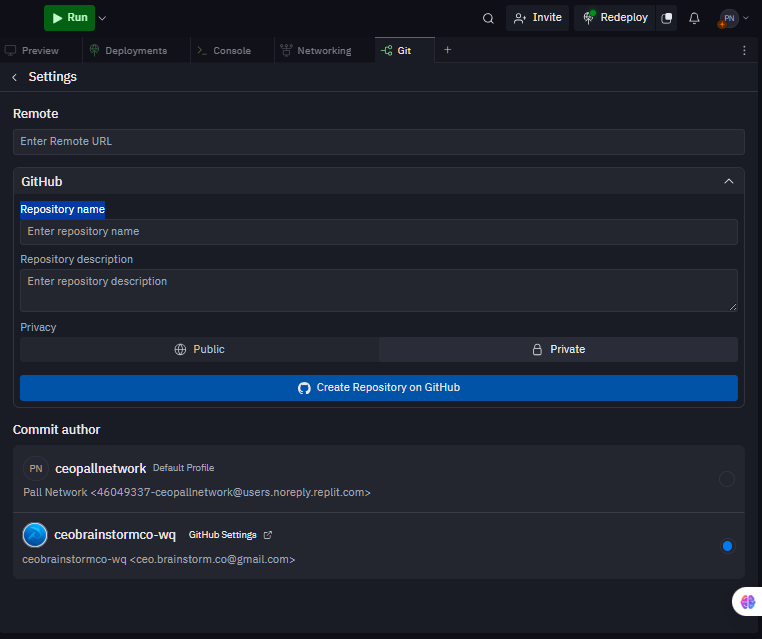 Run
Invite
Redeploy
PN
Preview
Deployments
Console
Networking
Git
Settings
Remote
Enter Remote URL
GitHub
Repository name
Enter repository name
Repository description
Enter repository description
Privacy
Public
Private
Create Repository on GitHub
Commit author
PN ceopallnetwork Default Profile
Pall Network <46049337-ceopallnetwork@users.noreply.replit.com>
ceobrainstormco-wq GitHub Settings
ceobrainstormco-wq <ceo.brainstorm.co@gmail.com>